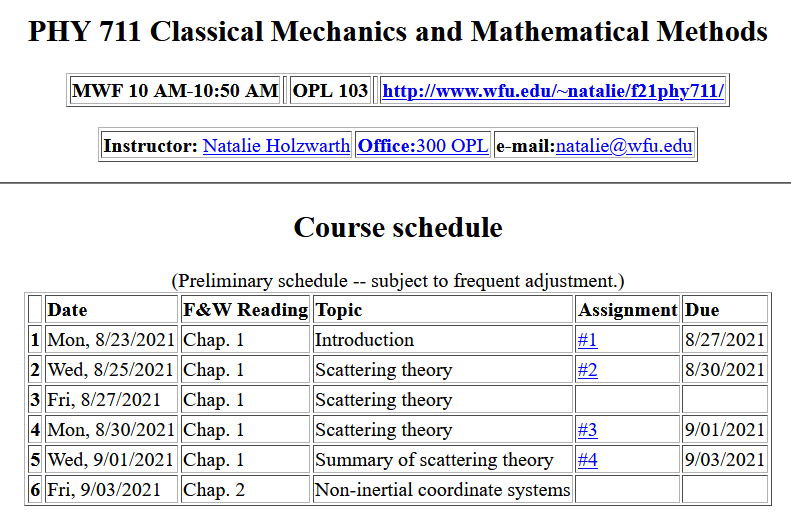 PHY 711 Classical Mechanics and Mathematical Methods
MWF 10 AM-10:50 AM OPL 103 http://www.wfu.edu/~natalie/f21phy711/
Instructor: Natalie Holzwarth Office:300 OPL e-mail:natalie@wfu.edu
Course schedule
(Preliminary schedule -- subject to frequent adjustment.)
Date F&W Reading Topic Assignment Due
1 Mon, 8/23/2021 Chap. 1 Introduction #1 8/27/2021
2 Wed, 8/25/2021 Chap. 1 Scattering theory #2 8/30/2021
3 Fri, 8/27/2021 Chap. 1 Scattering theory
4 Mon, 8/30/2021 Chap. 1 Scattering theory #3 9/01/2021
5 Wed, 9/01/2021 Chap. 1 Summary of scattering theory #4 9/03/2021
6 Fri, 9/03/2021 Chap. 2 Non-inertial coordinate systems